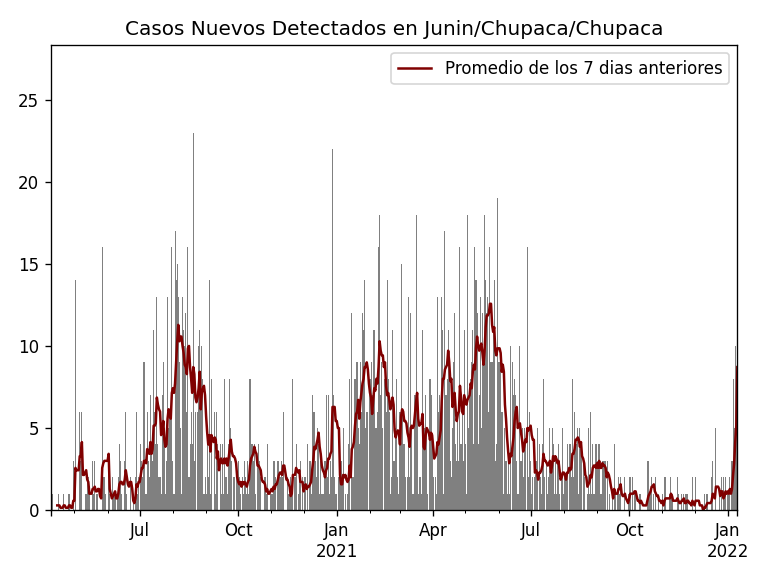 Casos Nuevos Detectados en Junin/Chupaca/Chupaca
Promedio de los 7 dias anteriores
25
20
15
10
5
0
Jul Oct Jan Apr Jul Oct Jan
2021 2022